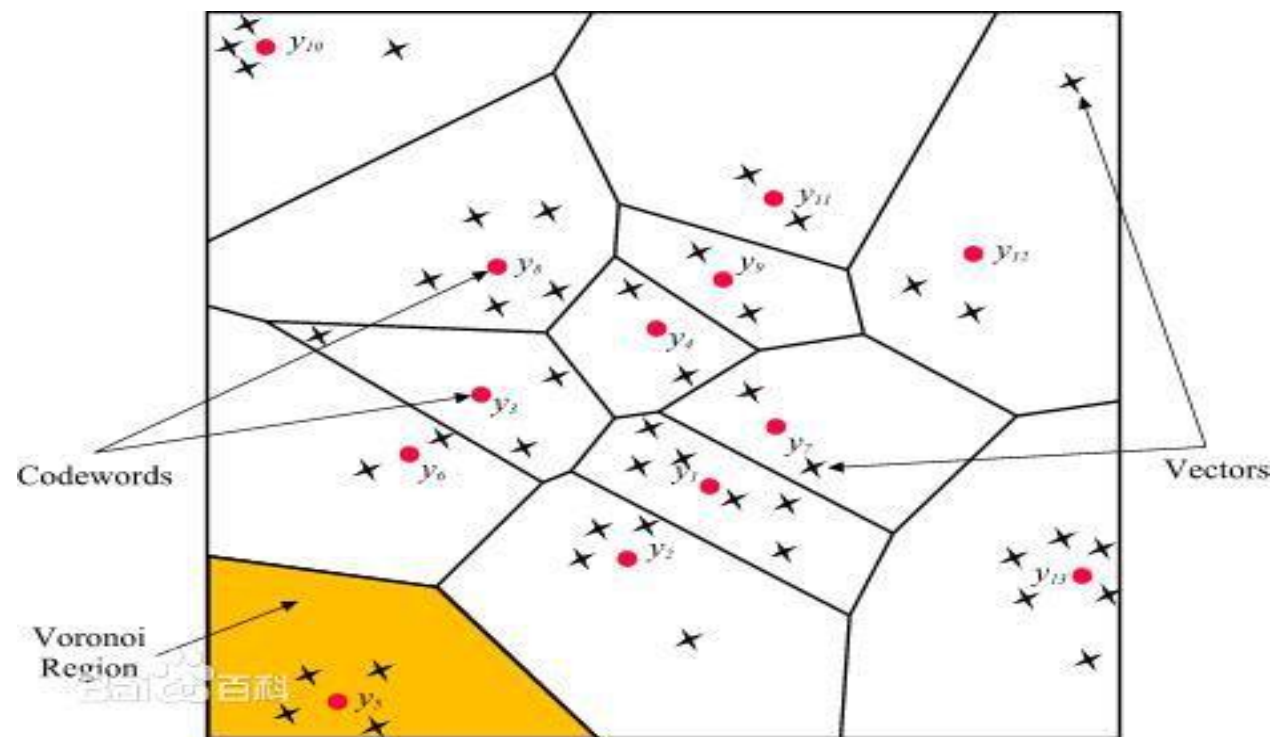 y10
y11
y12
y8
y9
y4
y3
y7
y6
Codewords
Vectors
y1
y2
y13
Voronoi
Region
Bai 百科
y5